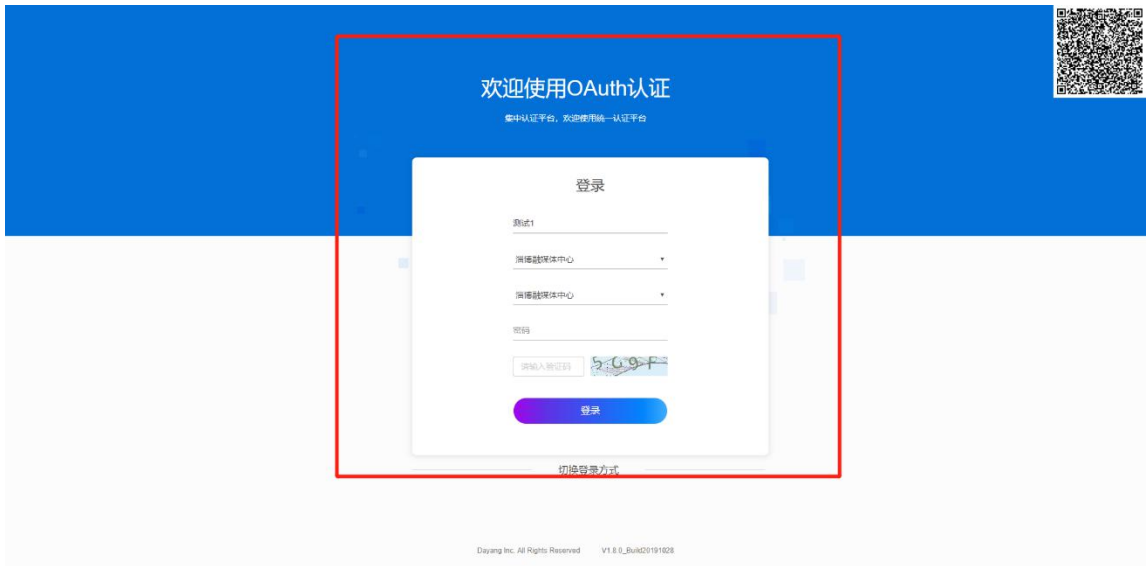 欢迎使用OAuth认证
集中认证平台，欢迎使用统一认证平台
登录
测试1
淄博融媒体中心
淄博融媒体中心
密码
请输入验证码 5G9F
登录
切换登录方式
Dayang Inc. All Rights Reserved V1.8.0_Build20191028